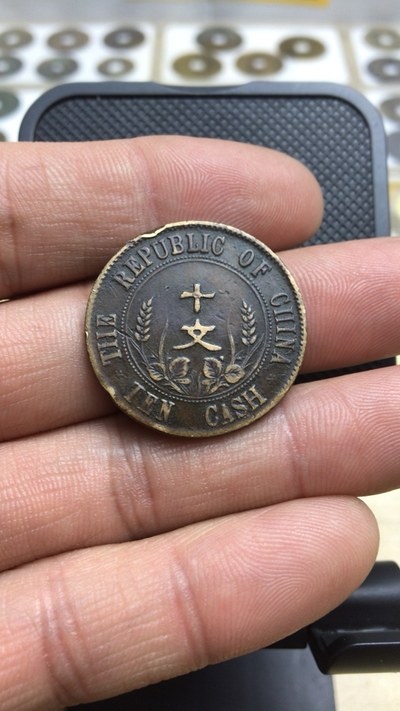 THE REPUBLIC OF CHINA
十
文
TEN CASH